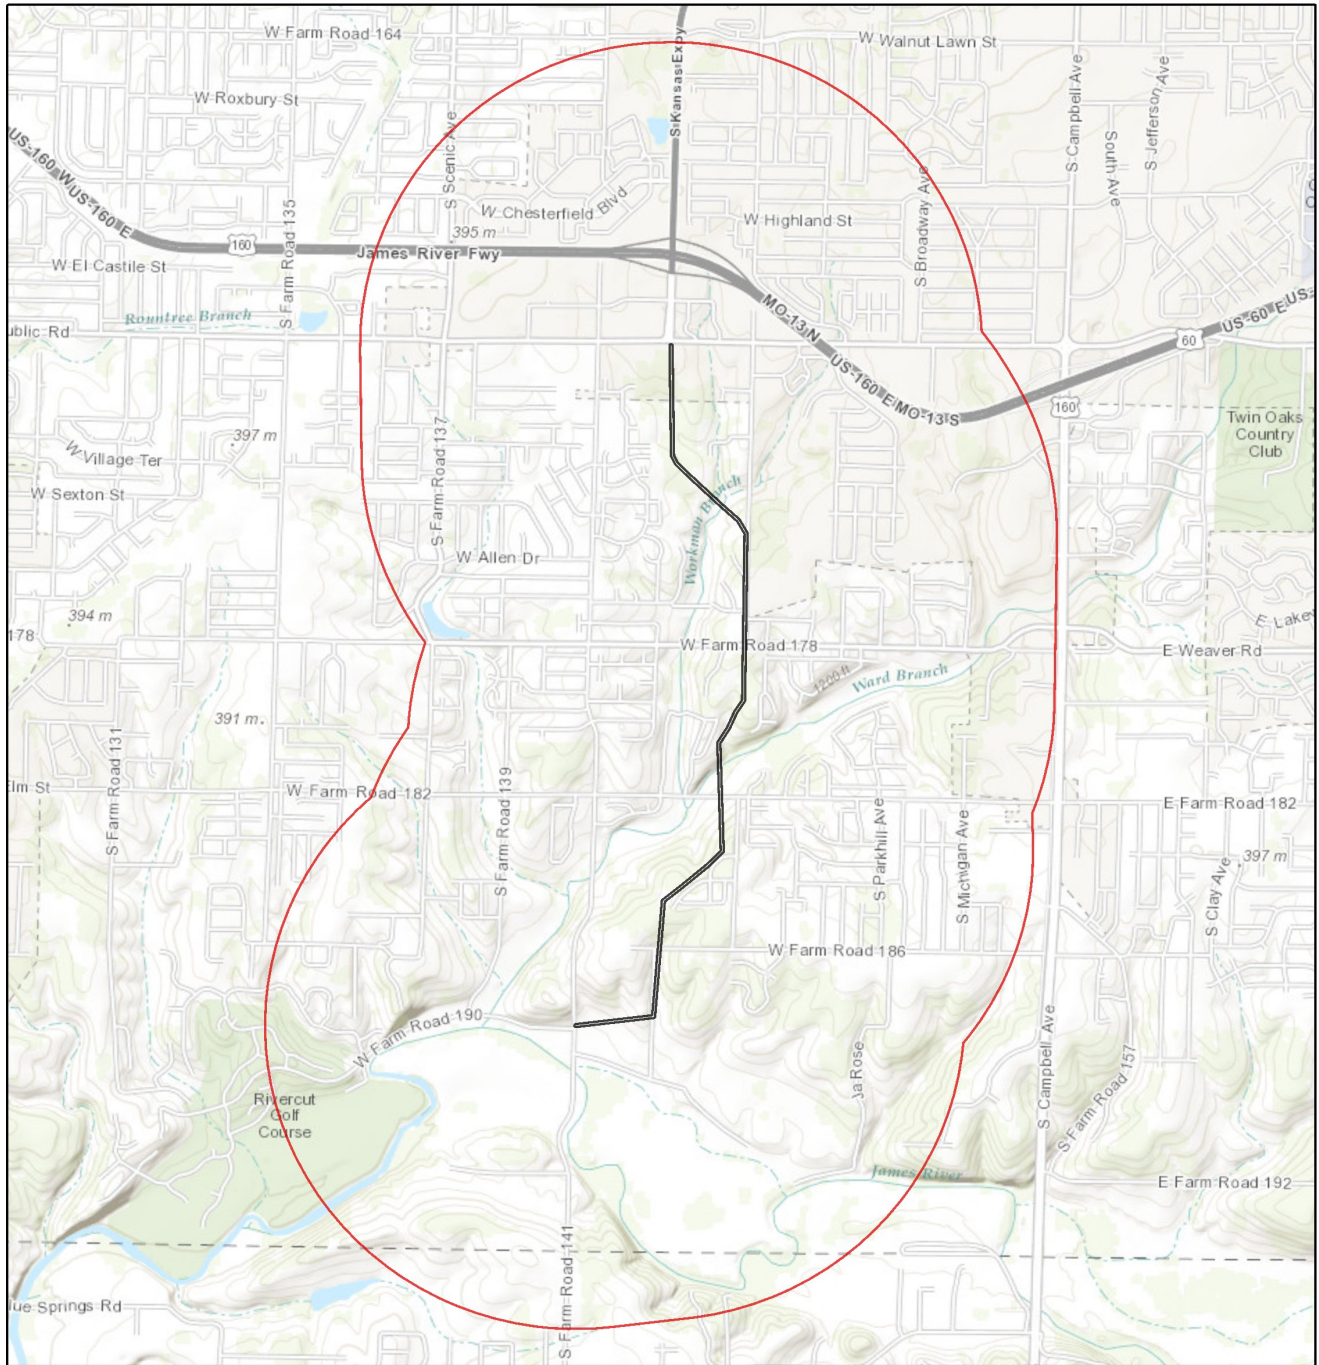 W Farm Road 164
W Walnut Lawn St
S Kansas Expy
W Roxbury St
S Campbell Ave
South Ave
S Jefferson Ave
S Scenic Ave
US-160 W
US-160 E
W Chesterfield Blvd
W Highland St
S Broadway Ave
395 m
160
James River Fwy
W El Castile St
S Farm Road 135
Rountree Branch
ublic Rd
MO-13 N
US-160 E
MO-13 S
60
US-60 E
US-
160
Twin Oaks
Country
Club
397 m
W Village Ter
W Sexton St
S Farm Road 137
Workman Branch
W Allen Dr
394 m
178
W Farm Road 178
E Weaver Rd
E Lake
1200 ft
Ward Branch
391 m
S Farm Road 131
Elm St
W Farm Road 182
S Farm Road 139
E Farm Road 182
S Parkhill Ave
S Michigan Ave
S Clay Ave
397 m
W Farm Road 186
W Farm Road 190
Rivercut
Golf
Course
S Campbell Ave
S Farm Road 157
la Rose
James River
E Farm Road 192
S Farm Road 141
lue Springs Rd